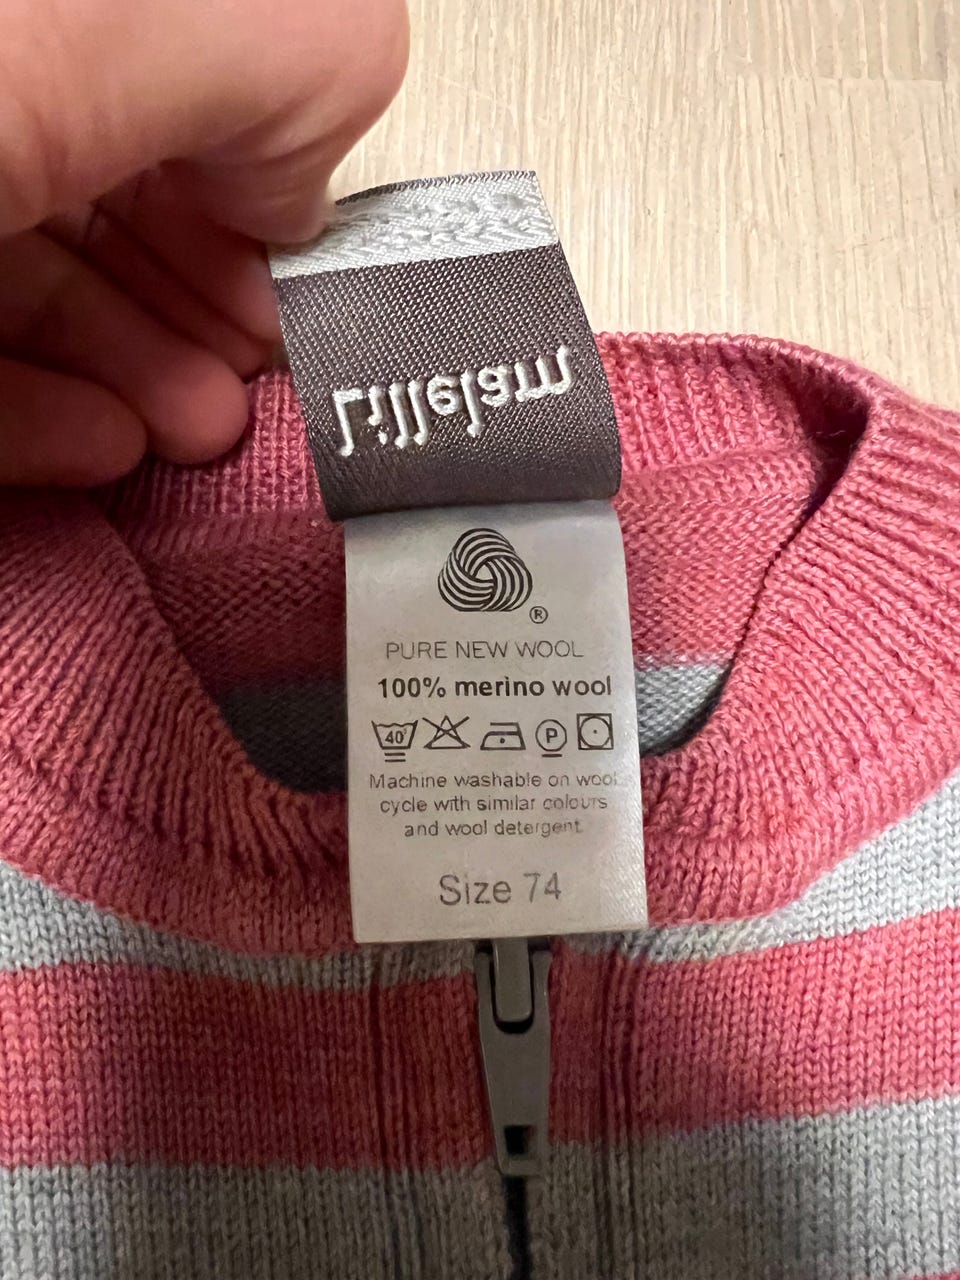 Lillelam
®
PURE NEW WOOL
100% merino wool
40° P
Machine washable on wool
cycle with similar colours
and wool detergent.
Size 74